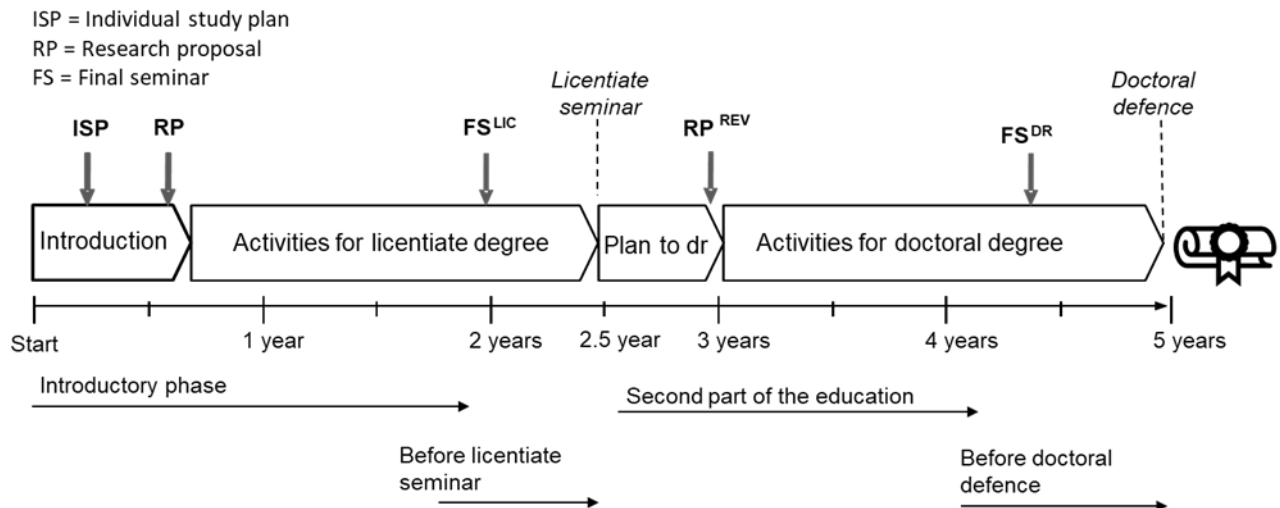 ISP = Individual study plan
RP = Research proposal
FS = Final seminar
Licentiate
seminar
Doctoral
defence
ISP
RP
FS LIC
RP REV
FS DR
Introduction
Activities for licentiate degree
Plan to dr
Activities for doctoral degree
Start
1 year
2 years
2.5 year
3 years
4 years
5 years
Introductory phase
Second part of the education
Before licentiate
seminar
Before doctoral
defence